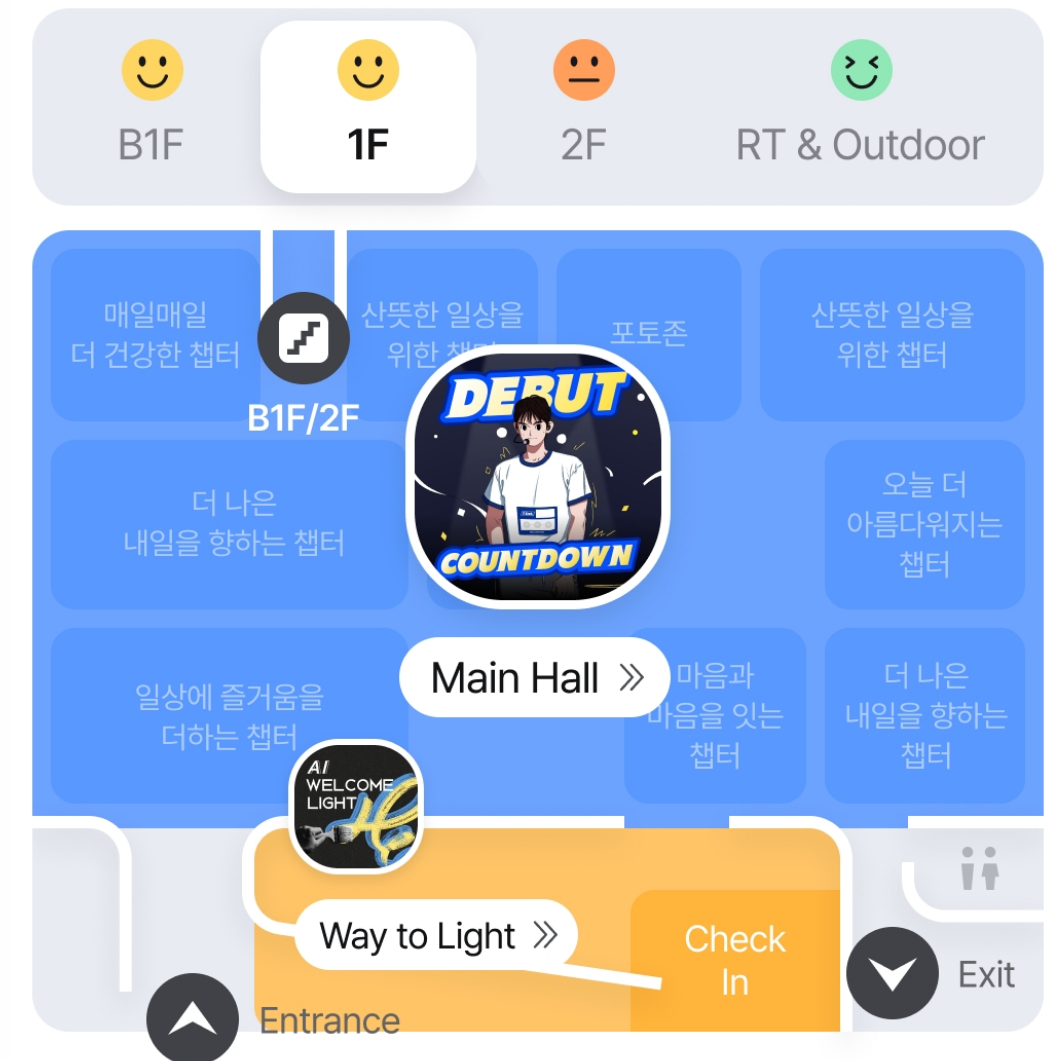 B1F
1F
2F
RT & Outdoor
매일매일
더 건강한 챕터
산뜻한 일상을
위한 챕터
포토존
산뜻한 일상을
위한 챕터
B1F/2F
DEBUT
COUNTDOWN
더 나은
내일을 향하는 챕터
오늘 더
아름다워지는
챕터
Main Hall
일상에 즐거움을
더하는 챕터
마음과
마음을 잇는
챕터
더 나은
내일을 향하는
챕터
AI
WELCOME
LIGHT
Way to Light
Check
In
Entrance
Exit